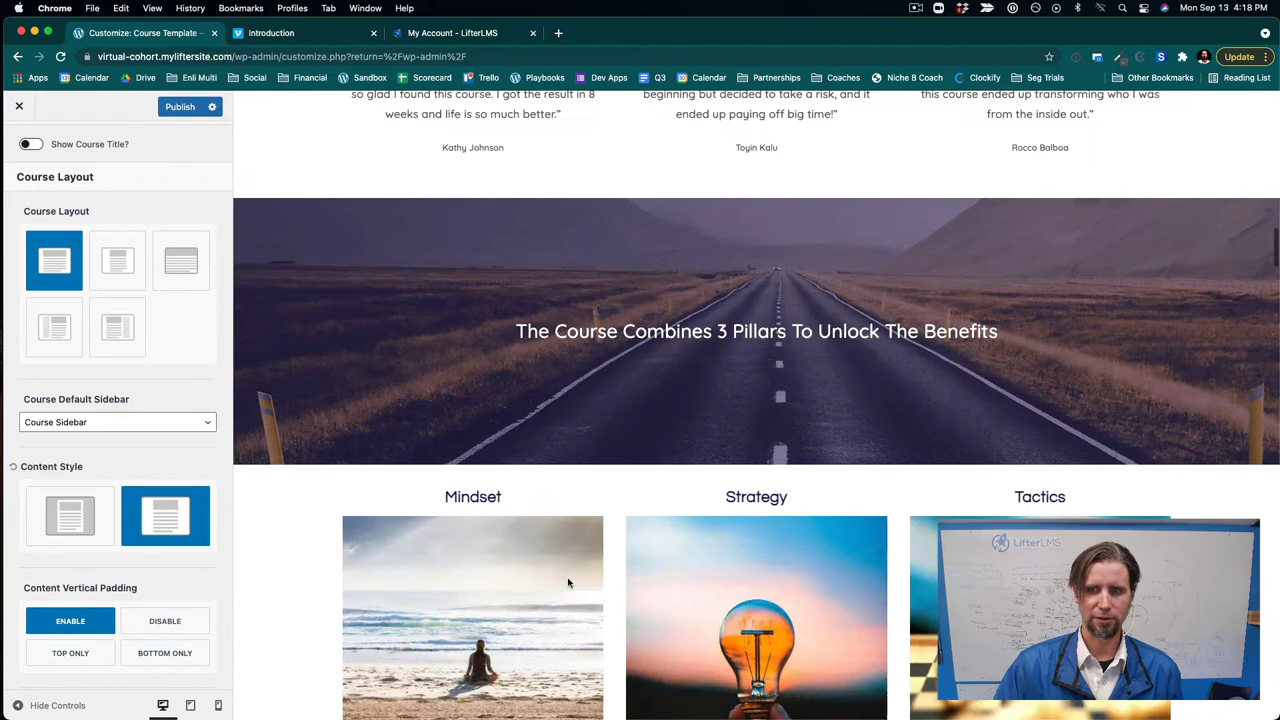 Chrome File Edit View History Bookmarks Profiles Tab Window Help
Mon Sep 13 4:18 PM
Customize: Course Template –
Introduction
My Account - LifterLMS
virtual-cohort.myliftersite.com/wp-admin/customize.php?return=%2Fwp-admin%2F
Update
Apps Calendar Drive Enli Multi Social Financial Sandbox Scorecard Trello Playbooks Dev Apps Q3 Calendar Partnerships Coaches Niche B Coach Clockify Seg Trials Other Bookmarks Reading List
Publish
Show Course Title?
Course Layout
Course Layout
Course Default Sidebar
Course Sidebar
Content Style
Content Vertical Padding
ENABLE
DISABLE
TOP ONLY
BOTTOM ONLY
Hide Controls
so glad I found this course. I got the result in 8
weeks and life is so much better.”
Kathy Johnson
beginning but decided to take a risk, and it
ended up paying off big time!”
Toyin Kalu
this course ended up transforming who I was
from the inside out.”
Rocco Balboa
The Course Combines 3 Pillars To Unlock The Benefits
Mindset
Strategy
Tactics
LifterLMS